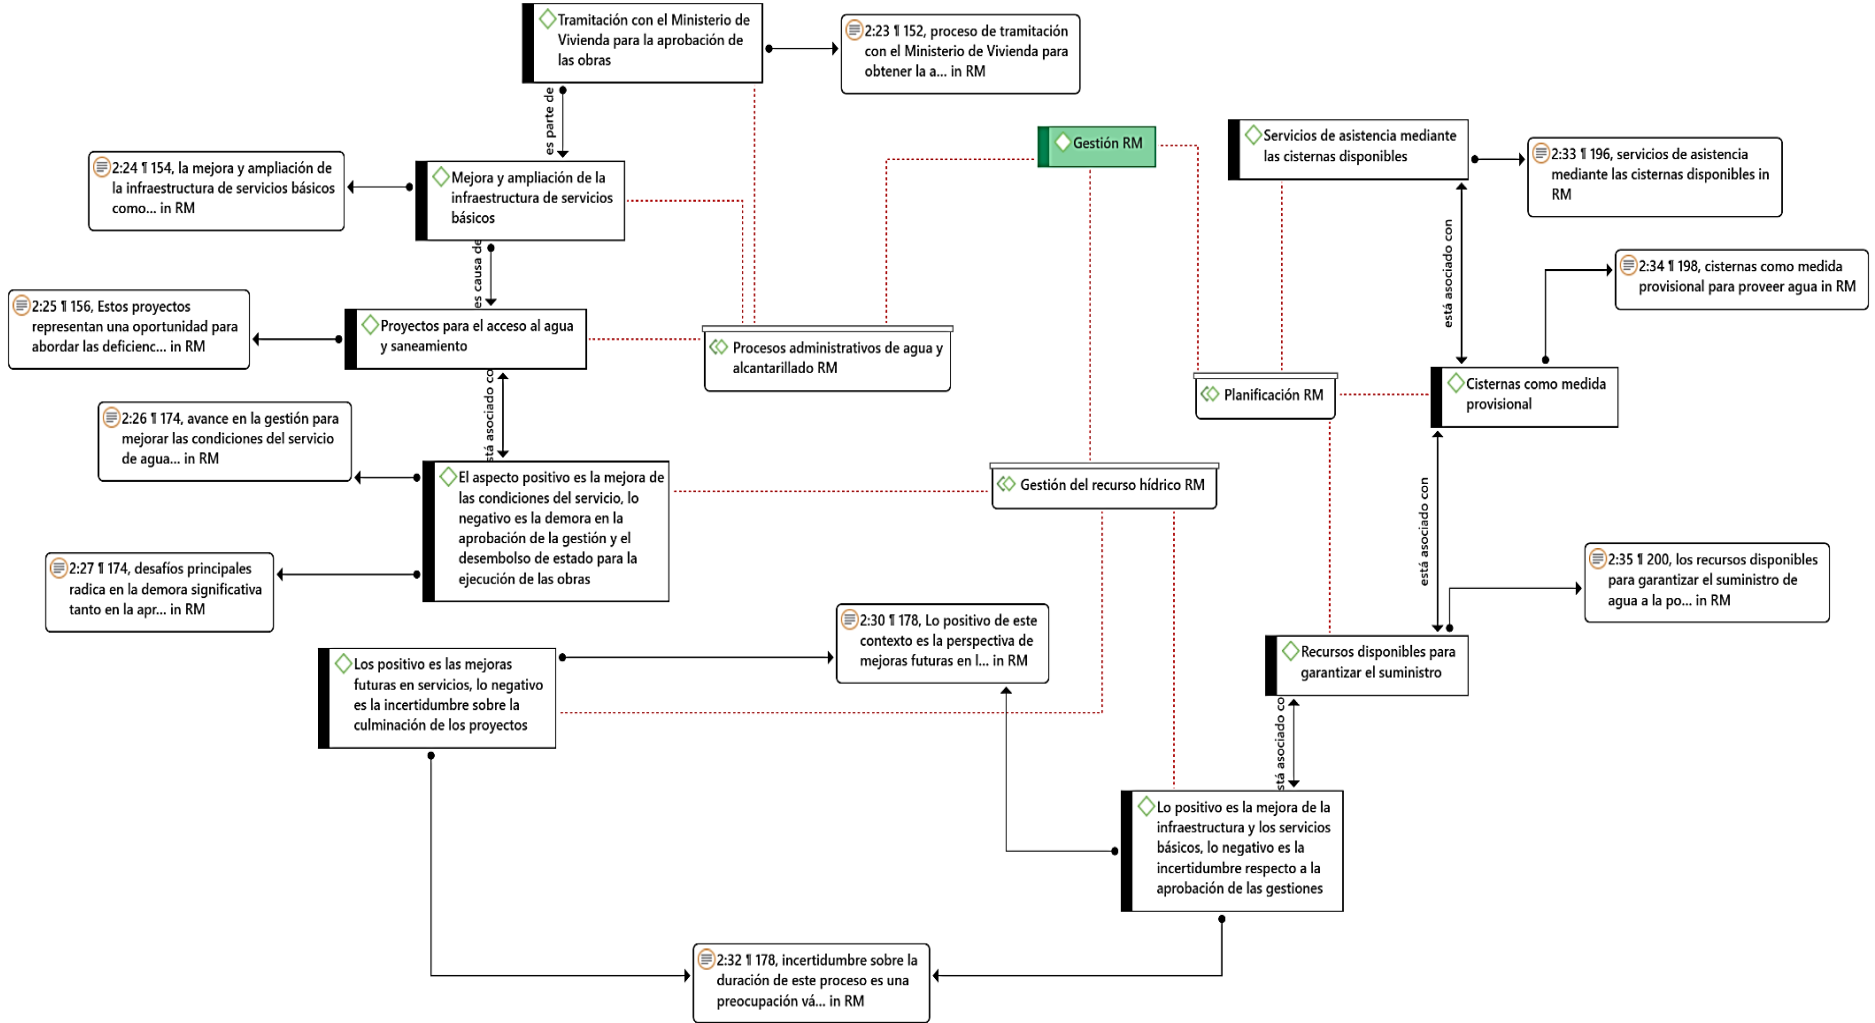 Tramitación con el Ministerio de
Vivienda para la aprobación de
las obras
2:23 ¶ 152, proceso de tramitación
con el Ministerio de Vivienda para
obtener la a... in RM
es parte de
Gestión RM
Servicios de asistencia mediante
las cisternas disponibles
2:33 ¶ 196, servicios de asistencia
mediante las cisternas disponibles in
RM
2:24 ¶ 154, la mejora y ampliación de
la infraestructura de servicios básicos
como... in RM
Mejora y ampliación de la
infraestructura de servicios
básicos
está asociado con
2:34 ¶ 198, cisternas como medida
provisional para proveer agua in RM
es causa de
2:25 ¶ 156, Estos proyectos
representan una oportunidad para
abordar las deficienc... in RM
Proyectos para el acceso al agua
y saneamiento
Procesos administrativos de agua y
alcantarillado RM
Planificación RM
Cisternas como medida
provisional
stá asociado co
2:26 ¶ 174, avance en la gestión para
mejorar las condiciones del servicio
de agua... in RM
El aspecto positivo es la mejora de
las condiciones del servicio, lo
negativo es la demora en la
aprobación de la gestión y el
desembolso de estado para la
ejecución de las obras
Gestión del recurso hídrico RM
está asociado con
2:27 ¶ 174, desafíos principales
radica en la demora significativa
tanto en la apr... in RM
2:35 ¶ 200, los recursos disponibles
para garantizar el suministro de
agua a la po... in RM
2:30 ¶ 178, Lo positivo de este
contexto es la perspectiva de
mejoras futuras en l... in RM
Los positivo es las mejoras
futuras en servicios, lo negativo
es la incertidumbre sobre la
culminación de los proyectos
Recursos disponibles para
garantizar el suministro
stá asociado co
Lo positivo es la mejora de la
infraestructura y los servicios
básicos, lo negativo es la
incertidumbre respecto a la
aprobación de las gestiones
2:32 ¶ 178, incertidumbre sobre la
duración de este proceso es una
preocupación vá... in RM